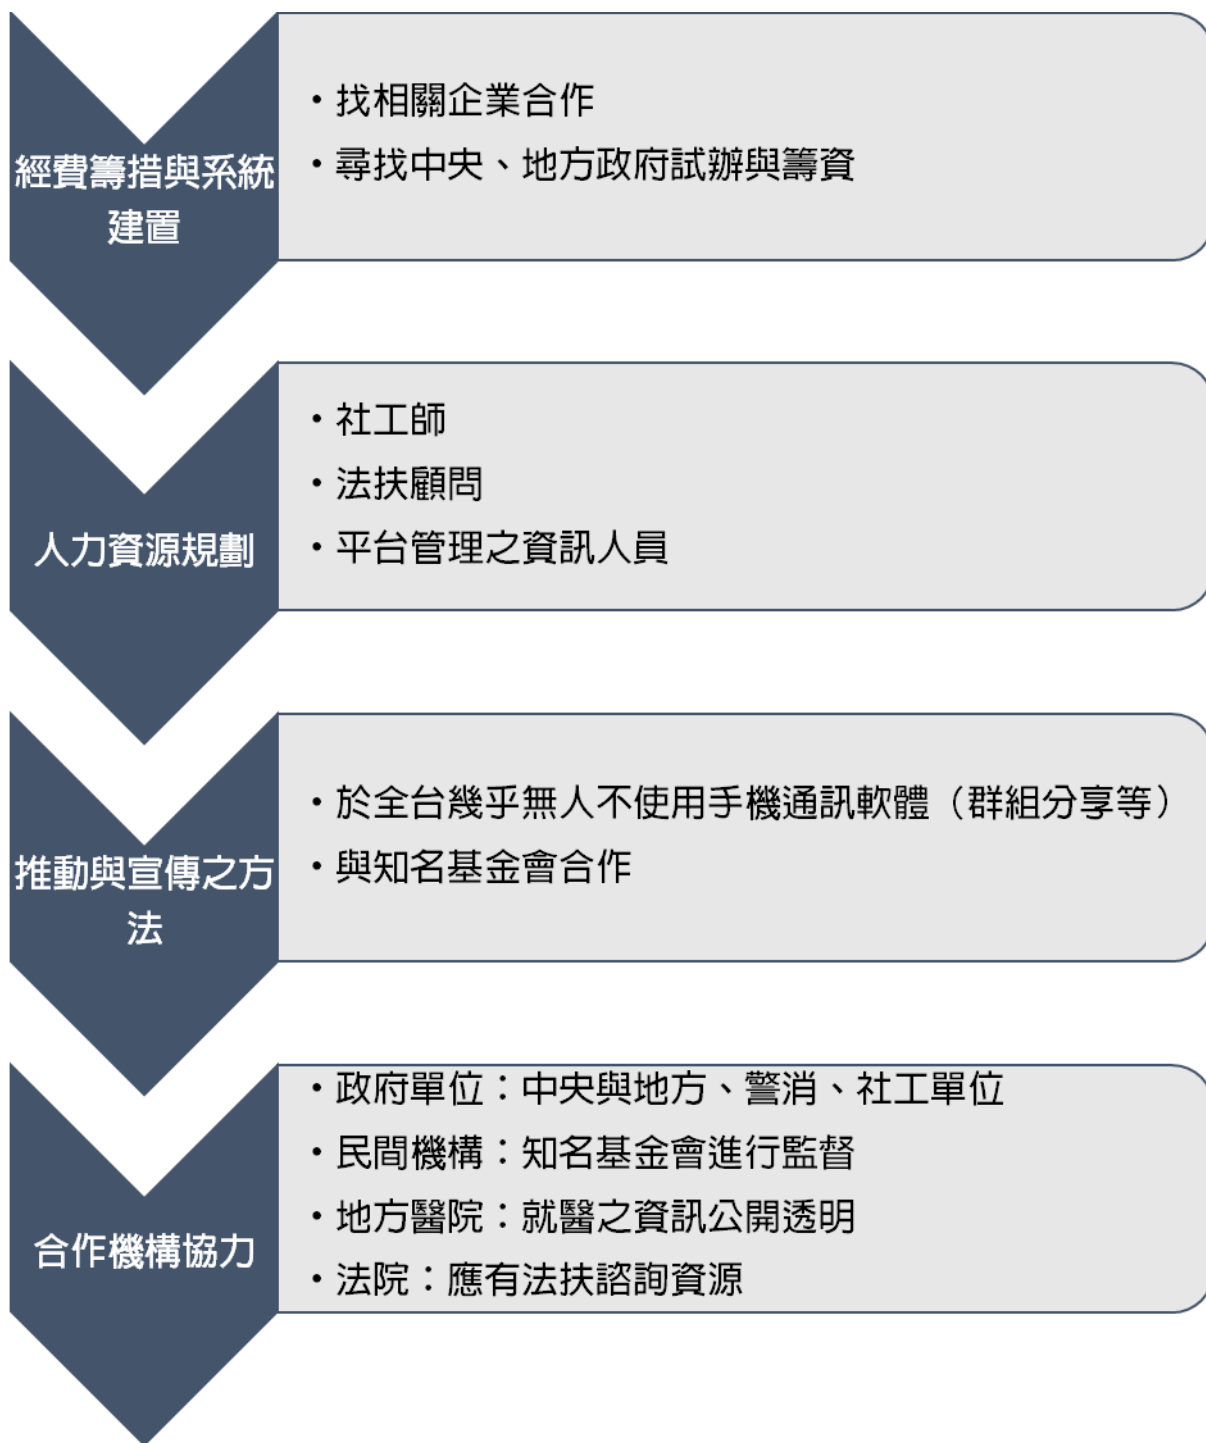 經費籌措與系統
建置
・找相關企業合作
・尋找中央、地方政府試辦與籌資
人力資源規劃
・社工師
・法扶顧問
・平台管理之資訊人員
推動與宣傳之方
法
・於全台幾乎無人不使用手機通訊軟體（群組分享等）
・與知名基金會合作
合作機構協力
・政府單位：中央與地方、警消、社工單位
・民間機構：知名基金會進行監督
・地方醫院：就醫之資訊公開透明
・法院：應有法扶諮詢資源